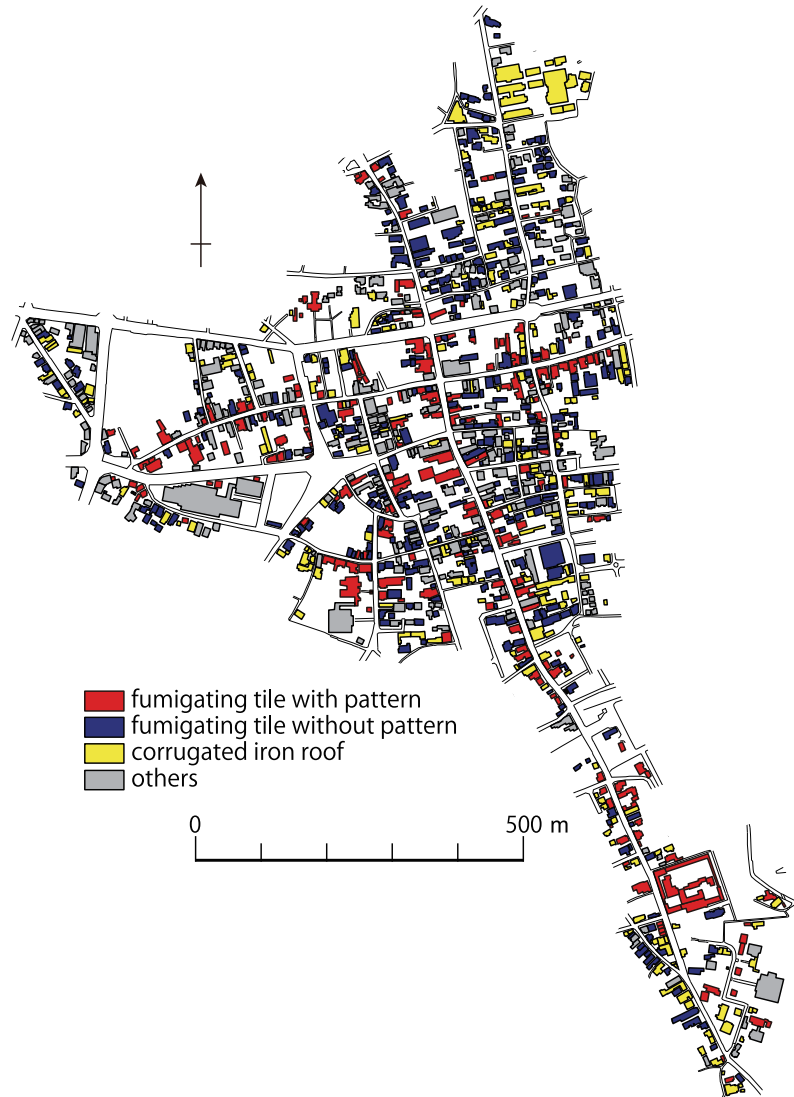 fumigating tile with pattern
fumigating tile without pattern
corrugated iron roof
others
0 500 m